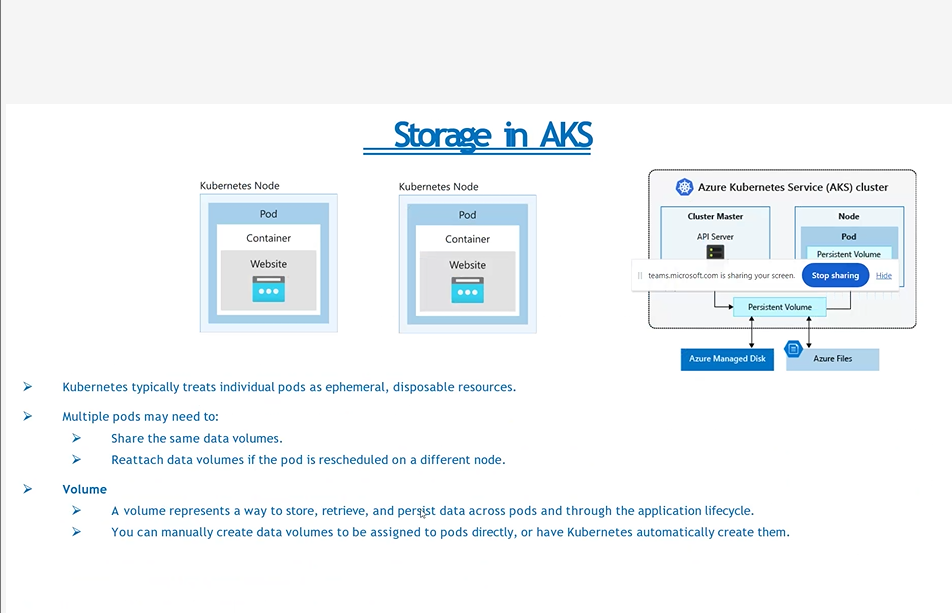 Storage in AKS
Kubernetes Node
Pod
Container
Website
Kubernetes Node
Pod
Container
Website
Azure Kubernetes Service (AKS) cluster
Cluster Master
API Server
Node
Pod
Persistent Volume
teams.microsoft.com is sharing your screen.
Stop sharing
Hide
Persistent Volume
Azure Managed Disk
Azure Files
Kubernetes typically treats individual pods as ephemeral, disposable resources.
Multiple pods may need to:
Share the same data volumes.
Reattach data volumes if the pod is rescheduled on a different node.
Volume
A volume represents a way to store, retrieve, and persist data across pods and through the application lifecycle.
You can manually create data volumes to be assigned to pods directly, or have Kubernetes automatically create them.